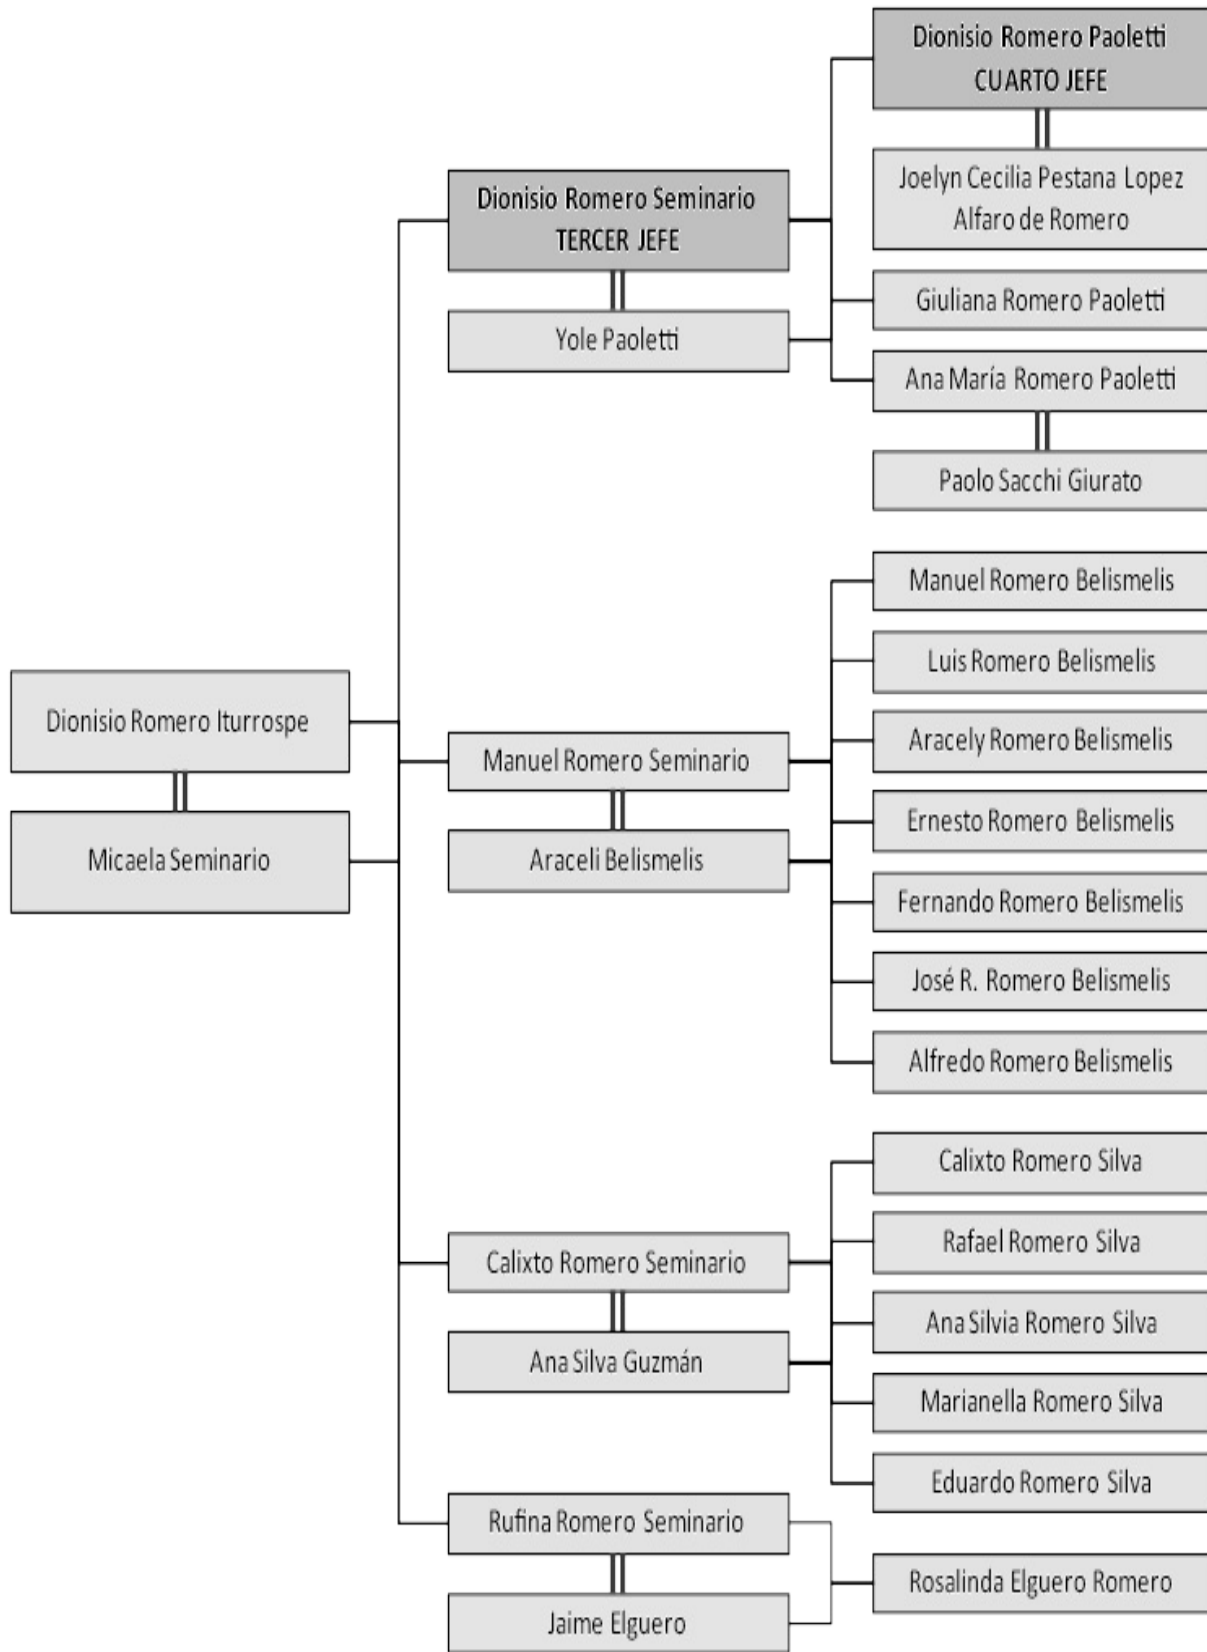 Dionisio Romero Iturrospe
Micaela Seminario
Dionisio Romero Seminario
TERCER JEFE
Yole Paoletti
Dionisio Romero Paoletti
CUARTO JEFE
Joelyn Cecilia Pestana Lopez
Alfaro de Romero
Giuliana Romero Paoletti
Ana María Romero Paoletti
Paolo Sacchi Giurato
Manuel Romero Seminario
Araceli Belismelis
Manuel Romero Belismelis
Luis Romero Belismelis
Aracely Romero Belismelis
Ernesto Romero Belismelis
Fernando Romero Belismelis
José R. Romero Belismelis
Alfredo Romero Belismelis
Calixto Romero Seminario
Ana Silva Guzmán
Calixto Romero Silva
Rafael Romero Silva
Ana Silvia Romero Silva
Marianella Romero Silva
Eduardo Romero Silva
Rufina Romero Seminario
Jaime Elguero
Rosalinda Elguero Romero